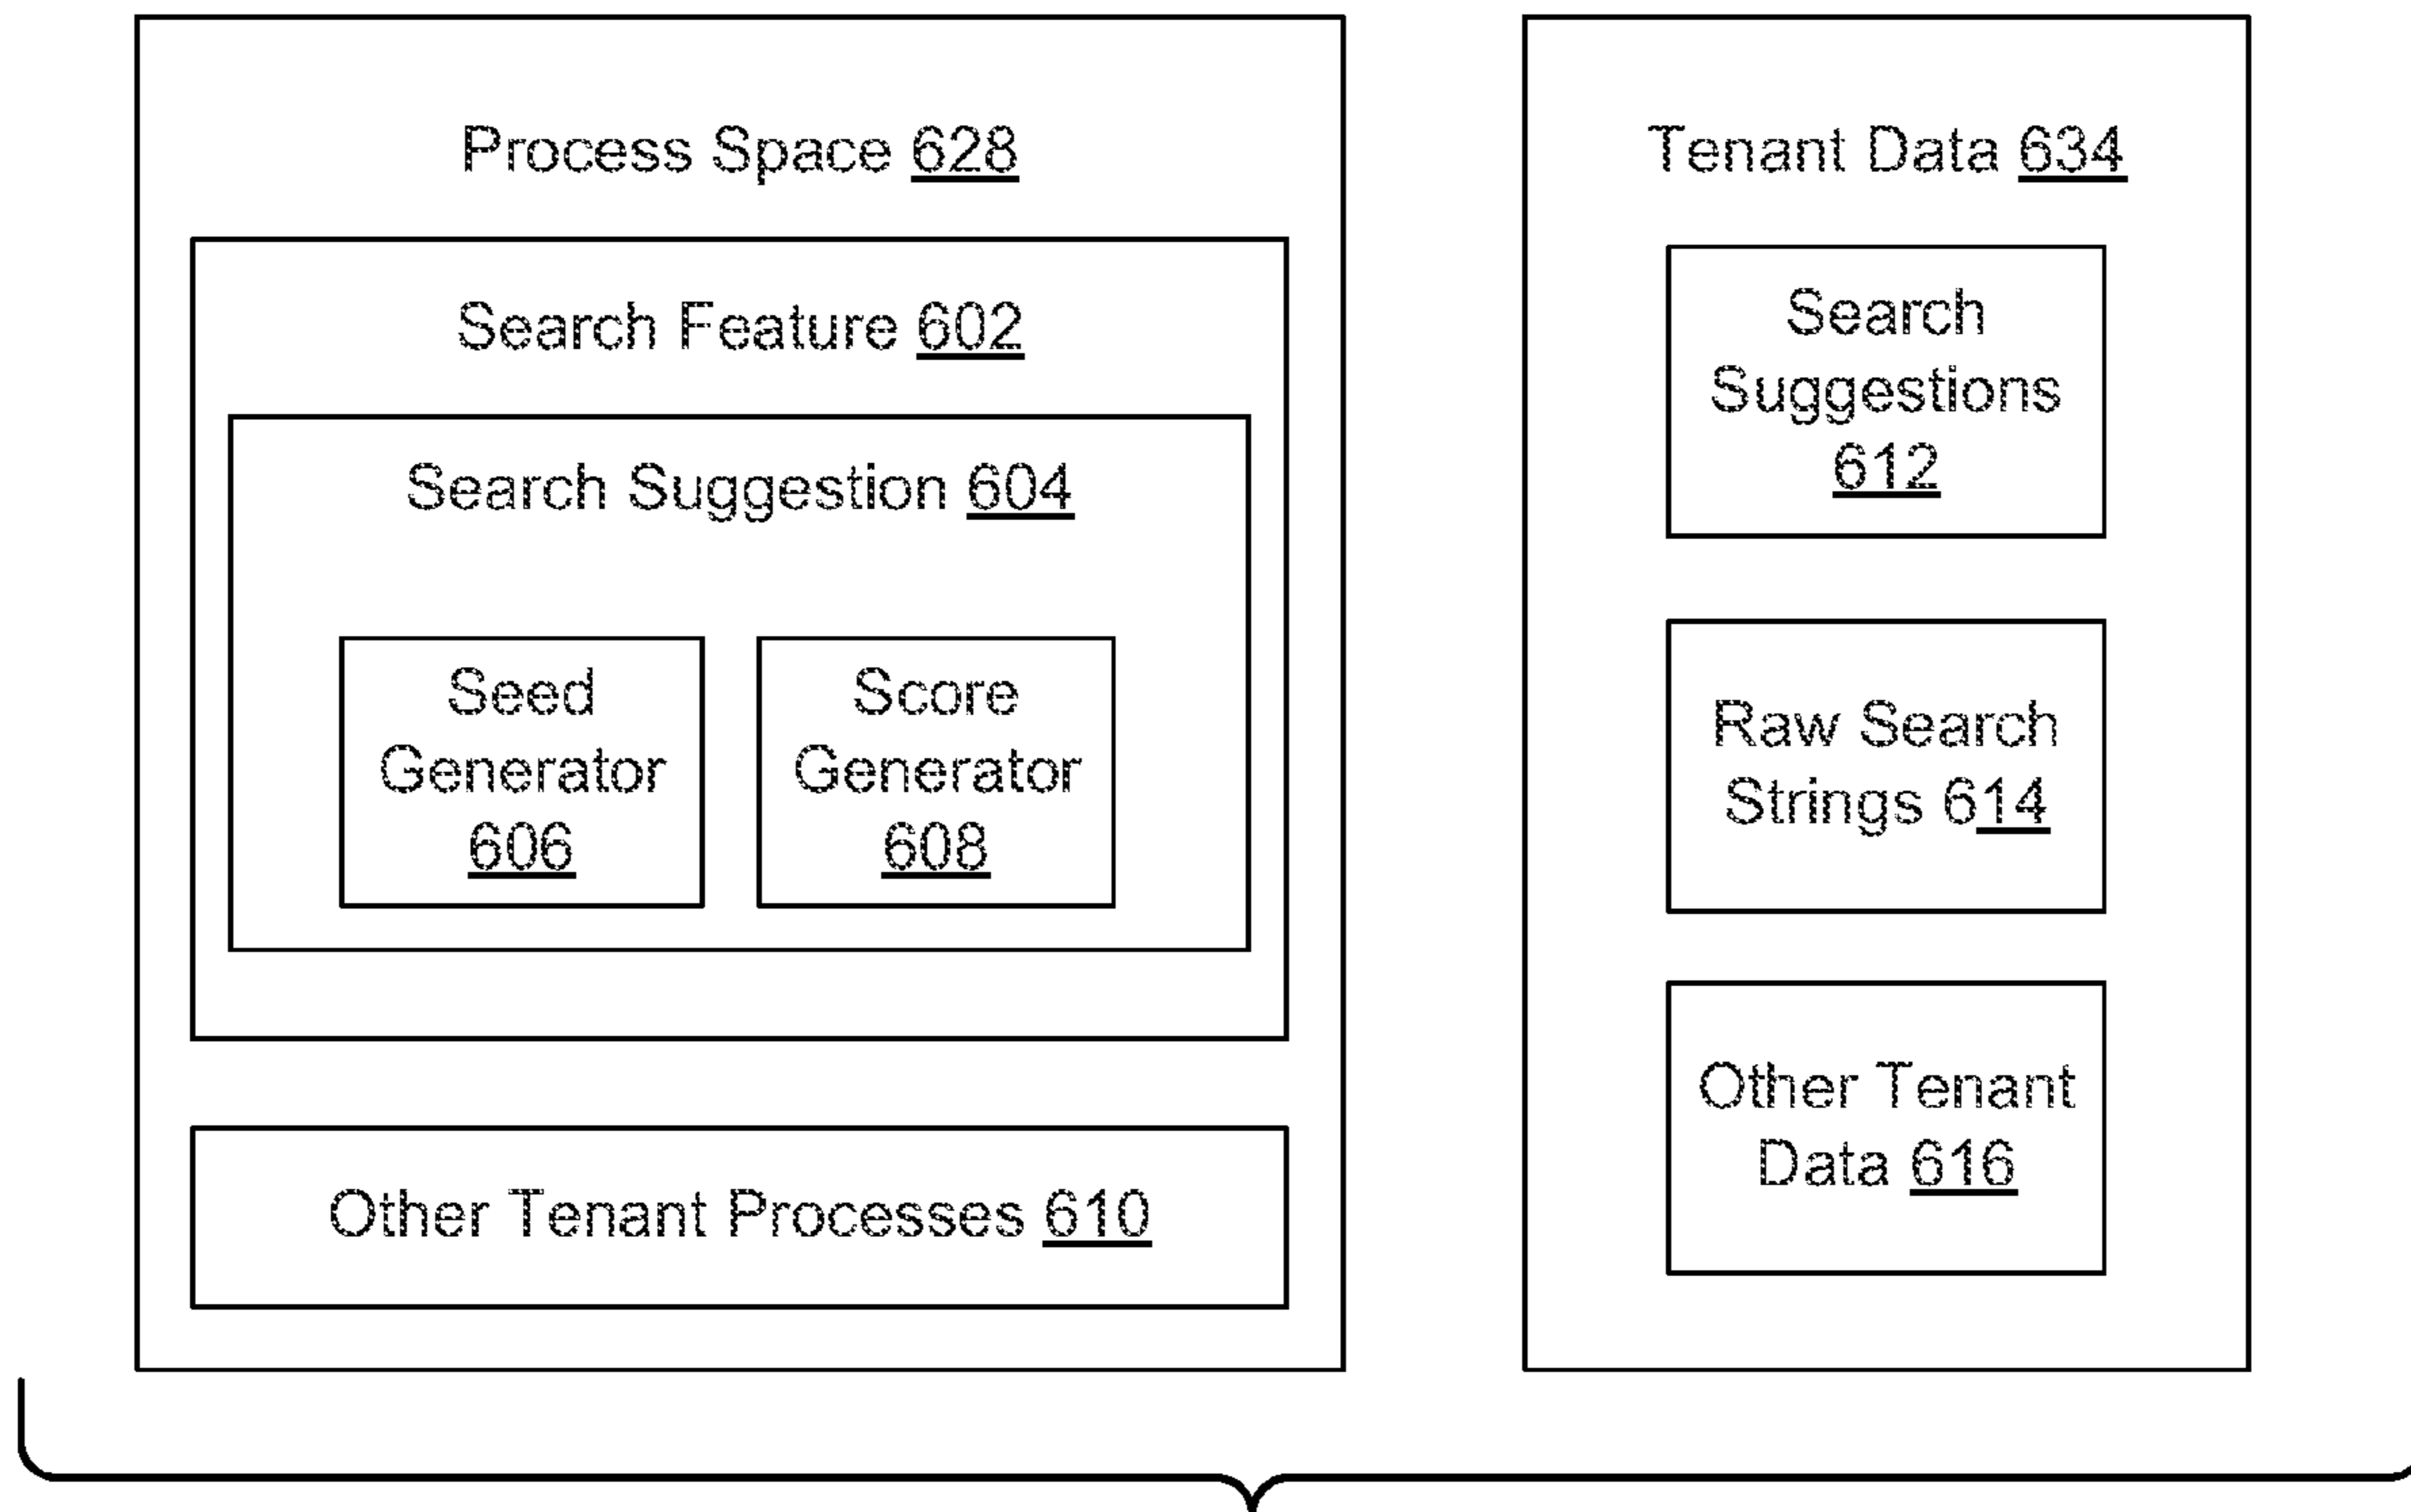 Process Space 628
Search Feature 602
Search Suggestion 604
Seed
Generator
606
Score
Generator
608
Other Tenant Processes 610
Tenant Data 634
Search
Suggestions
612
Raw Search
Strings 614
Other Tenant
Data 616